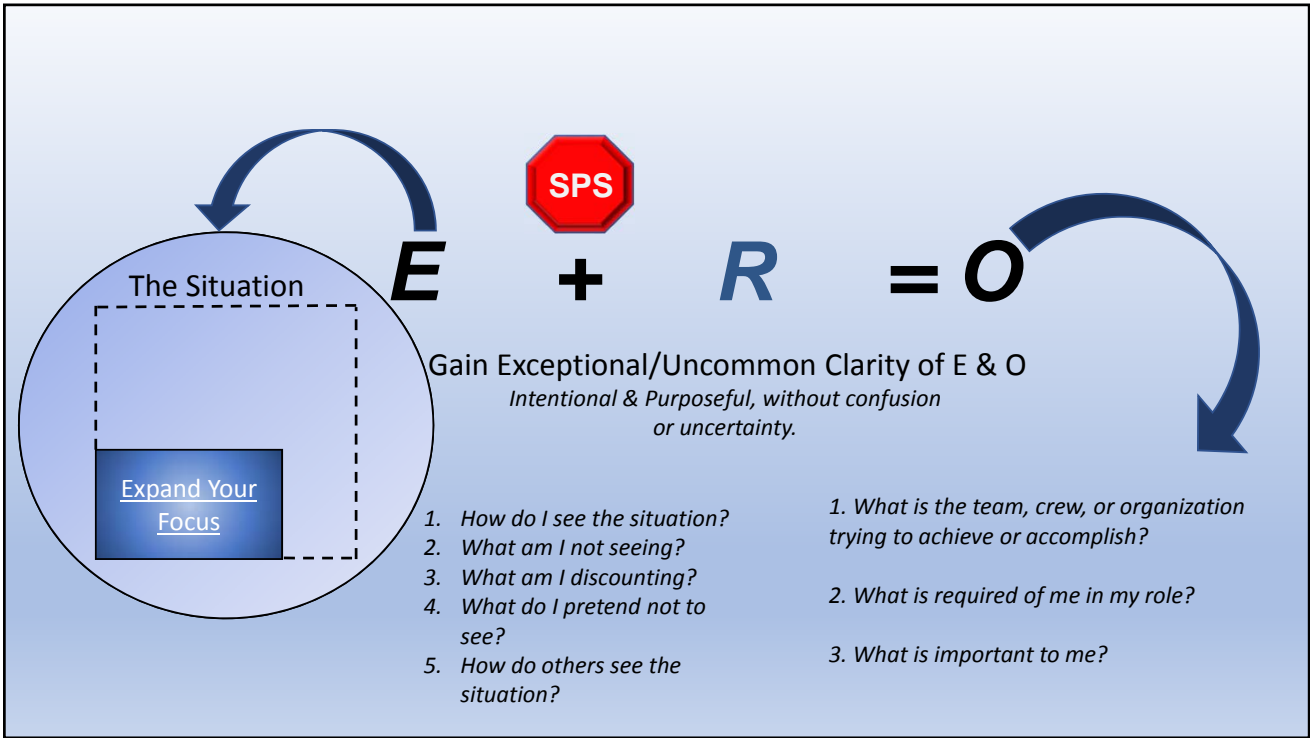 SPS
E + R = O
The Situation
Gain Exceptional/Uncommon Clarity of E & O
Intentional & Purposeful, without confusion
or uncertainty.
Expand Your
Focus
1. How do I see the situation?
2. What am I not seeing?
3. What am I discounting?
4. What do I pretend not to
see?
5. How do others see the
situation?
1. What is the team, crew, or organization
trying to achieve or accomplish?
2. What is required of me in my role?
3. What is important to me?